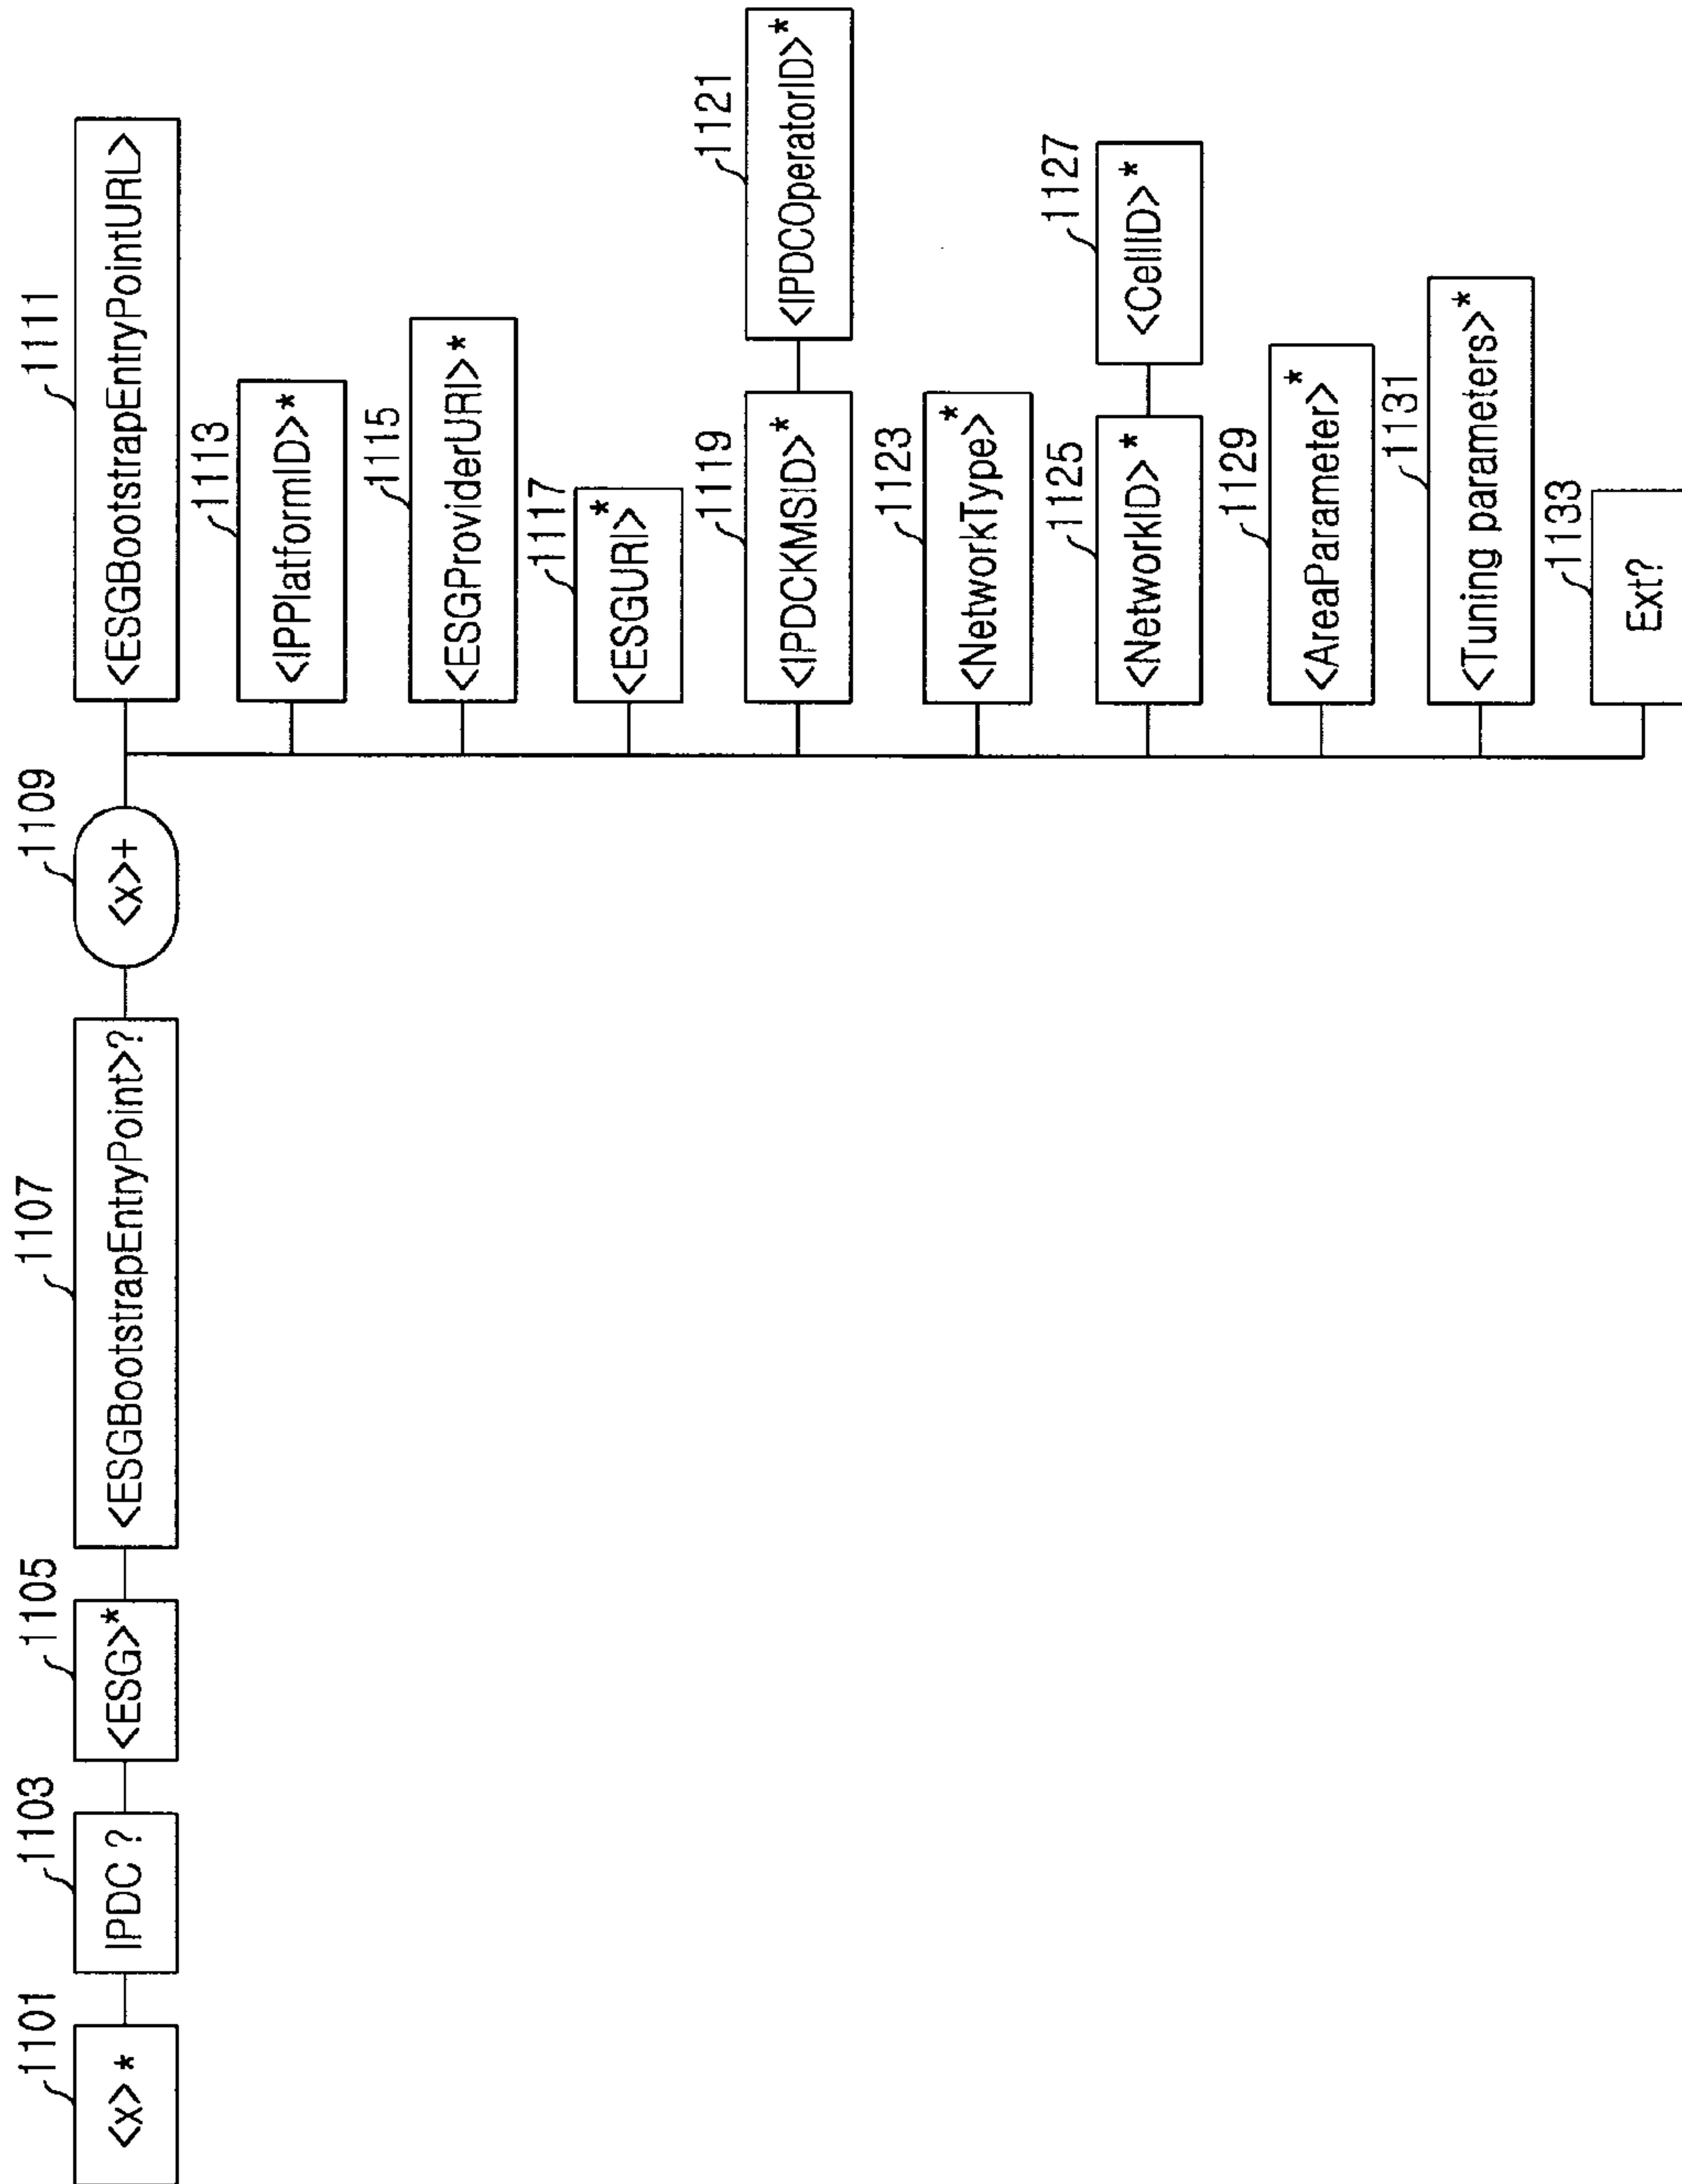 1101
<x>*
1103
IPDC ?
1105
<ESG>*
1107
<ESGBootstrapEntryPoint>?
1109
<x>+
1111
<ESGBootstrapEntryPointURL>
1113
<IPPlatformID>*
1115
<ESGProviderURI>*
1117
<ESGURI>*
1119
<IPDCKMSID>*
1121
<IPDCOperatorID>*
1123
<NetworkType>*
1125
<NetworkID>*
1127
<CellID>*
1129
<AreaParameter>*
1131
<Tuning parameters>*
1133
Ext?